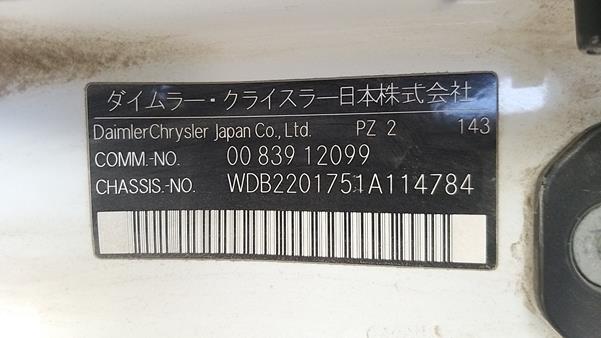 ダイムラー・クライスラー日本株式会社
DaimlerChrysler Japan Co., Ltd. PZ 2 143
COMM.-NO. 00 839 12099
CHASSIS.-NO. WDB2201751A114784